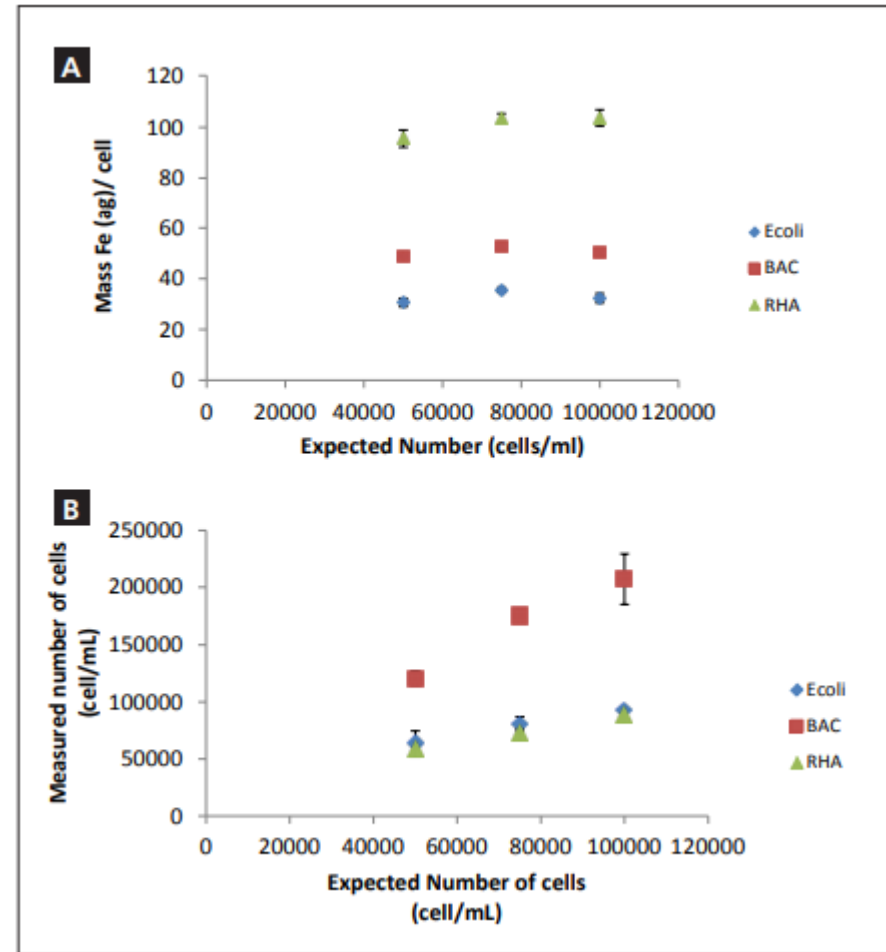 A
120
100
80
60
40
20
0
Mass Fe (ag)/ cell
0 20000 40000 60000 80000 100000 120000
Expected Number (cells/ml)
Ecoli
BAC
RHA
B
250000
200000
150000
100000
50000
0
Measured number of cells
(cell/mL)
0 20000 40000 60000 80000 100000 120000
Expected Number of cells
(cell/mL)
Ecoli
BAC
RHA